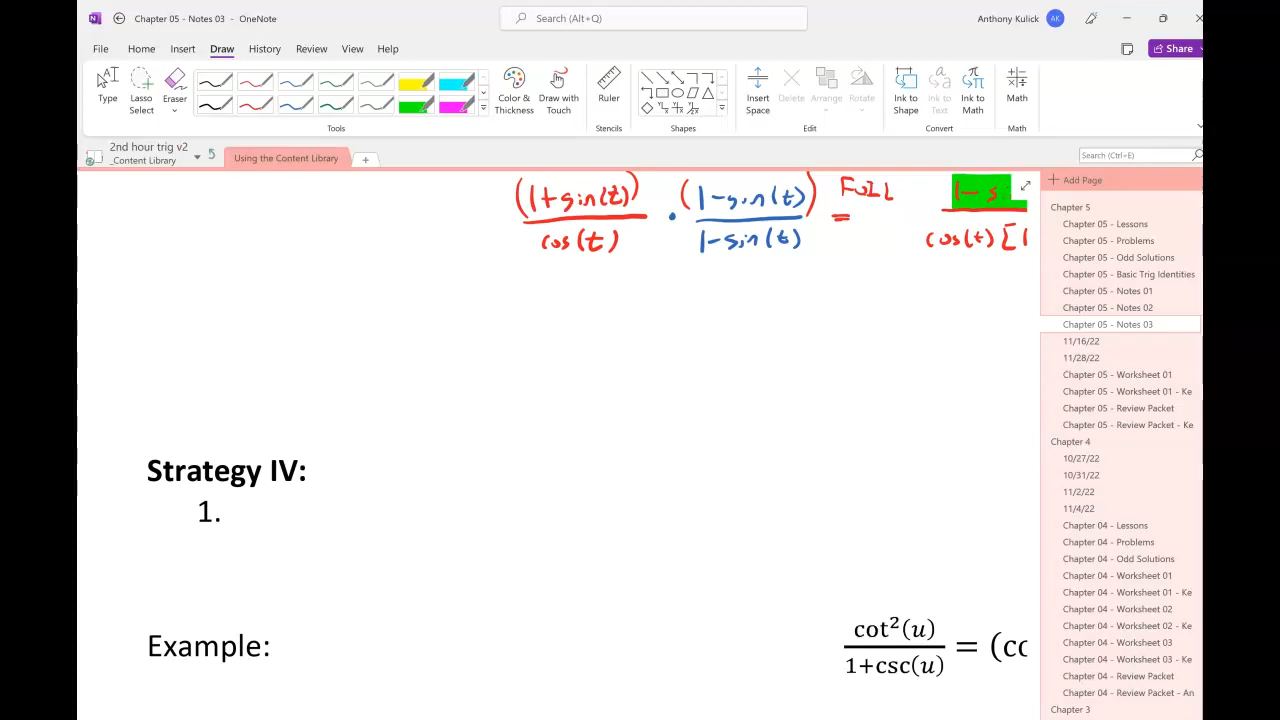 Chapter 05 - Notes 03 - OneNote
Search (Alt+Q)
Anthony Kulick
AK
File Home Insert Draw History Review View Help
Share
Type
Lasso Select
Eraser
Color & Thickness
Draw with Touch
Ruler
Insert Space
Delete
Arrange
Rotate
Ink to Shape
Ink to Text
Ink to Math
Math
Tools Stencils Shapes Edit Convert Math
2nd hour trig v2
_Content Library
Using the Content Library
+
Search (Ctrl+E)
(1+sin(t))/cos(t) · (1-sin(t))/(1-sin(t)) = FOIL
1-s
cos(t) [1
Strategy IV:
1.
Example:
cot²(u)/(1+csc(u)) = (cc
Add Page
Chapter 5
Chapter 05 - Lessons
Chapter 05 - Problems
Chapter 05 - Odd Solutions
Chapter 05 - Basic Trig Identities
Chapter 05 - Notes 01
Chapter 05 - Notes 02
Chapter 05 - Notes 03
11/16/22
11/28/22
Chapter 05 - Worksheet 01
Chapter 05 - Worksheet 01 - Ke
Chapter 05 - Review Packet
Chapter 05 - Review Packet - Ke
Chapter 4
10/27/22
10/31/22
11/2/22
11/4/22
Chapter 04 - Lessons
Chapter 04 - Problems
Chapter 04 - Odd Solutions
Chapter 04 - Worksheet 01
Chapter 04 - Worksheet 01 - Ke
Chapter 04 - Worksheet 02
Chapter 04 - Worksheet 02 - Ke
Chapter 04 - Worksheet 03
Chapter 04 - Worksheet 03 - Ke
Chapter 04 - Review Packet
Chapter 04 - Review Packet - An
Chapter 3